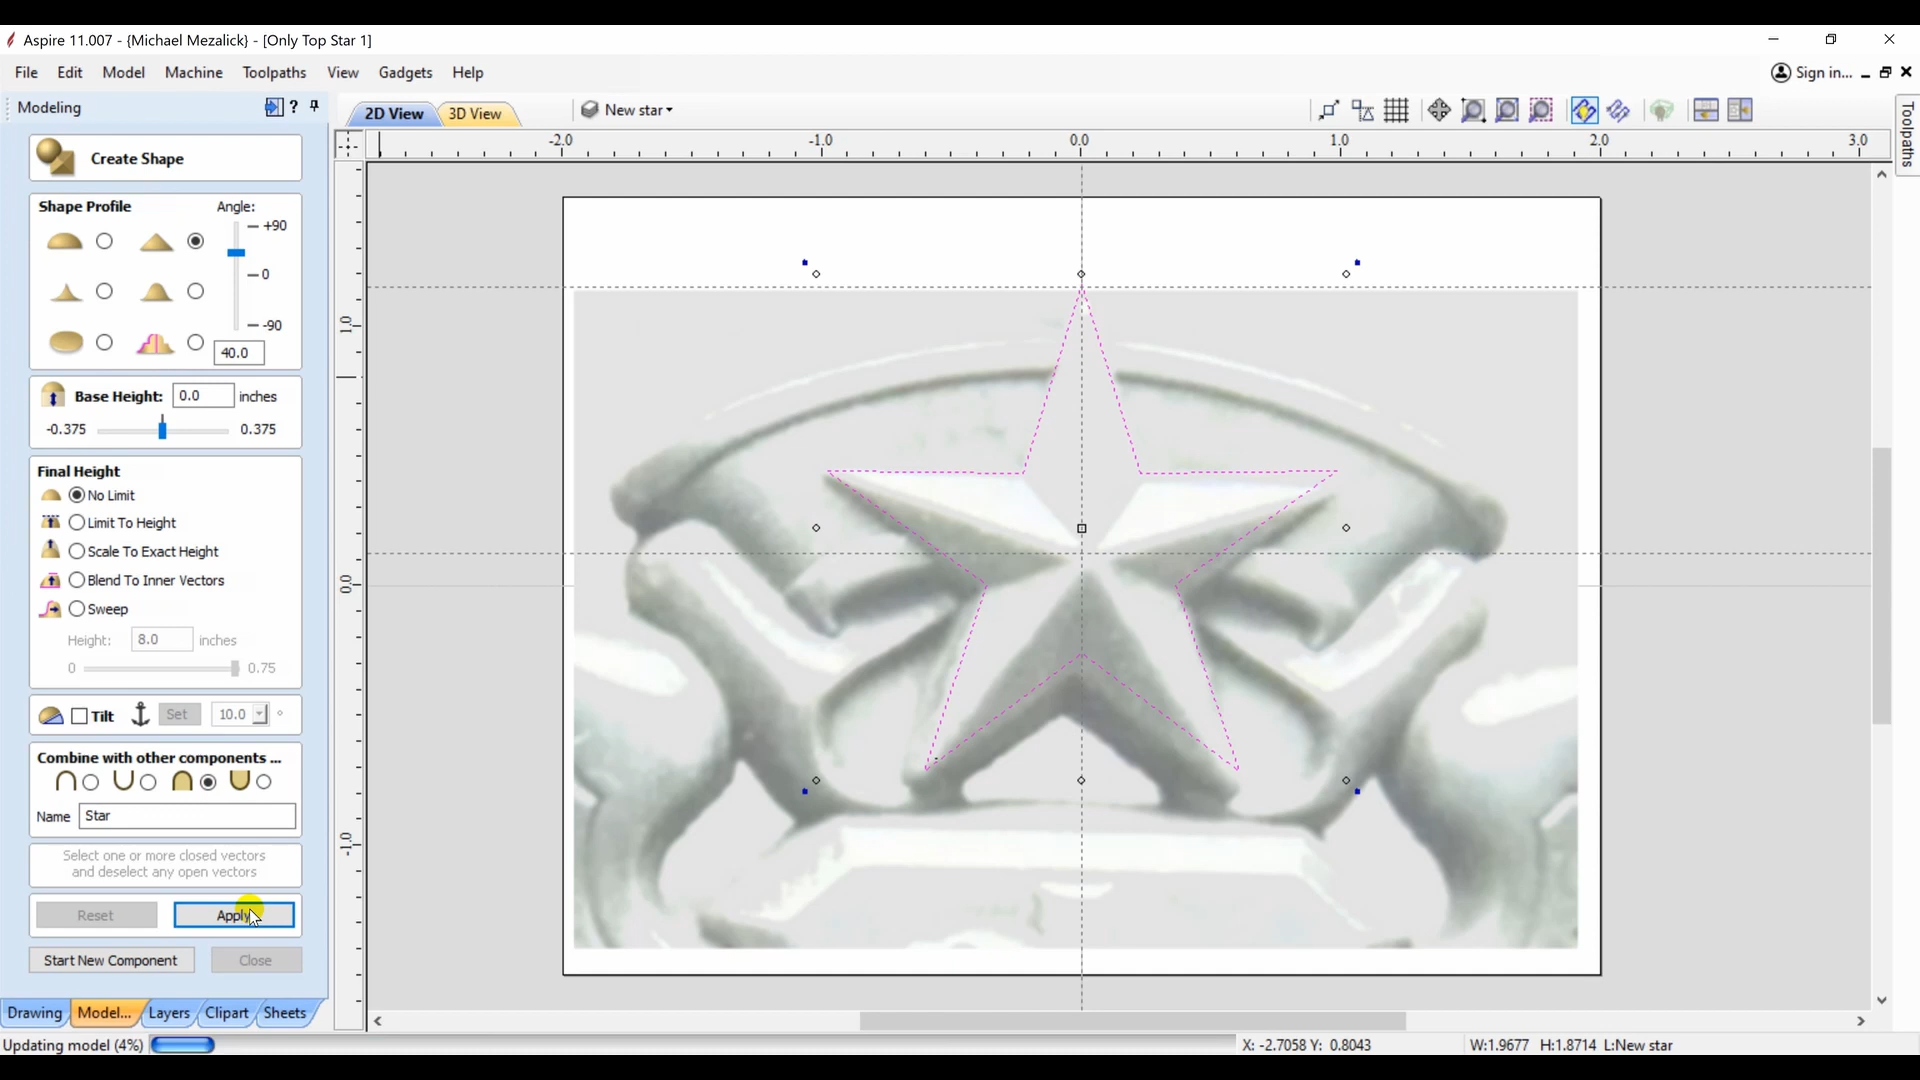 Aspire 11.007 - {Michael Mezalick} - [Only Top Star 1]
File Edit Model Machine Toolpaths View Gadgets Help Sign in...
Modeling ?
2D View 3D View New star
Toolpaths
Create Shape
-2.0 -1.0 0.0 1.0 2.0 3.0
Shape Profile Angle:
+90
0
-90
40.0
1.0
0.0
-1.0
Base Height: 0.0 inches
-0.375 0.375
Final Height
No Limit
Limit To Height
Scale To Exact Height
Blend To Inner Vectors
Sweep
Height: 8.0 inches
0 0.75
Tilt Set 10.0 °
Combine with other components ...
Name Star
Select one or more closed vectors
and deselect any open vectors
Reset Apply
Start New Component Close
Drawing Model... Layers Clipart Sheets
Updating model (4%) X: -2.7058 Y: 0.8043 W:1.9677 H:1.8714 L:New star